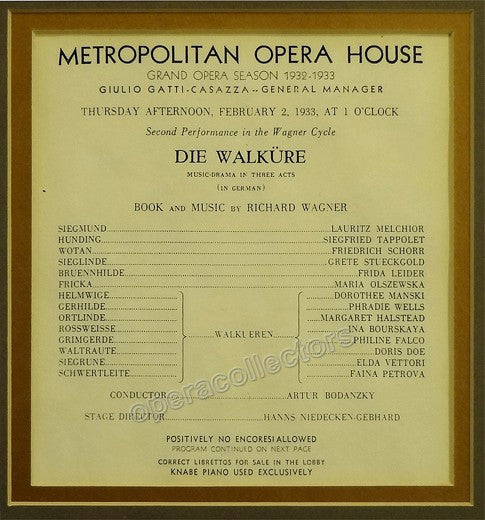 METROPOLITAN OPERA HOUSE
GRAND OPERA SEASON 1932-1933
GIULIO GATTI-CASAZZA--GENERAL MANAGER
THURSDAY AFTERNOON, FEBRUARY 2, 1933, AT 1 O'CLOCK
Second Performance in the Wagner Cycle
DIE WALKÜRE
MUSIC-DRAMA IN THREE ACTS
(IN GERMAN)
BOOK AND MUSIC BY RICHARD WAGNER
SIEGMUND LAURITZ MELCHIOR
HUNDING SIEGFRIED TAPPOLET
WOTAN FRIEDRICH SCHORR
SIEGLINDE GRETE STUECKGOLD
BRUENNHILDE FRIDA LEIDER
FRICKA MARIA OLSZEWSKA
HELMWIGE DOROTHEE MANSKI
GERHILDE PHRADIE WELLS
ORTLINDE MARGARET HALSTEAD
ROSSWEISSE WALKUEREN INA BOURSKAYA
GRIMGERDE PHILINE FALCO
WALTRAUTE DORIS DOE
SIEGRUNE ELDA VETTORI
SCHWERTLEITE FAINA PETROVA
CONDUCTOR ARTUR BODANZKY
STAGE DIRECTOR HANNS NIEDECKEN-GEBHARD
POSITIVELY NO ENCORES ALLOWED
PROGRAM CONTINUED ON NEXT PAGE
CORRECT LIBRETTOS FOR SALE IN THE LOBBY
KNABE PIANO USED EXCLUSIVELY
operacollectors